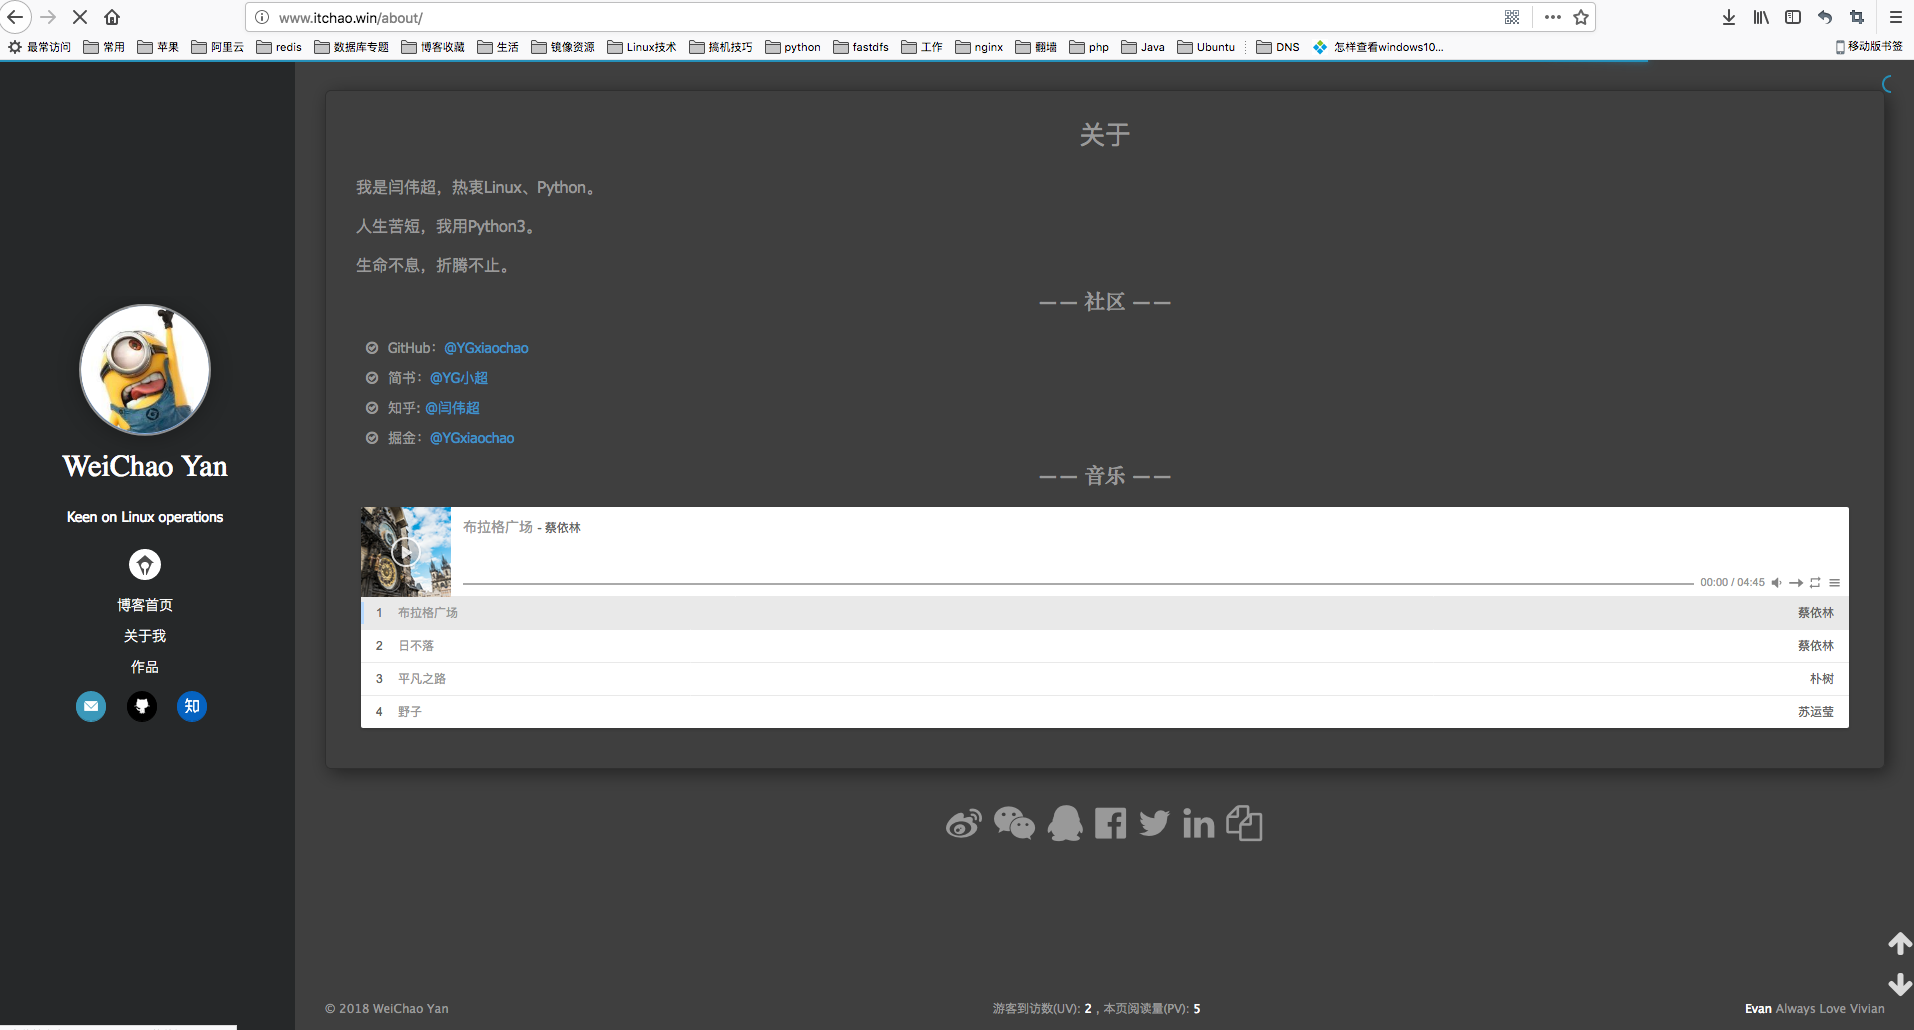 www.itchao.win/about/
最常访问 常用 苹果 阿里云 redis 数据库专题 博客收藏 生活 镜像资源 Linux技术 搞机技巧 python fastdfs 工作 nginx 翻墙 php Java Ubuntu DNS 怎样查看windows10... 移动版书签
WeiChao Yan
Keen on Linux operations
博客首页
关于我
作品
知
关于
我是闫伟超，热衷Linux、Python。
人生苦短，我用Python3。
生命不息，折腾不止。
—— 社区 ——
GitHub：@YGxiaochao
简书：@YG小超
知乎: @闫伟超
掘金：@YGxiaochao
—— 音乐 ——
布拉格广场 - 蔡依林
00:00 / 04:45
1 布拉格广场 蔡依林
2 日不落 蔡依林
3 平凡之路 朴树
4 野子 苏运莹
© 2018 WeiChao Yan
游客到访数(UV): 2 , 本页阅读量(PV): 5
Evan Always Love Vivian